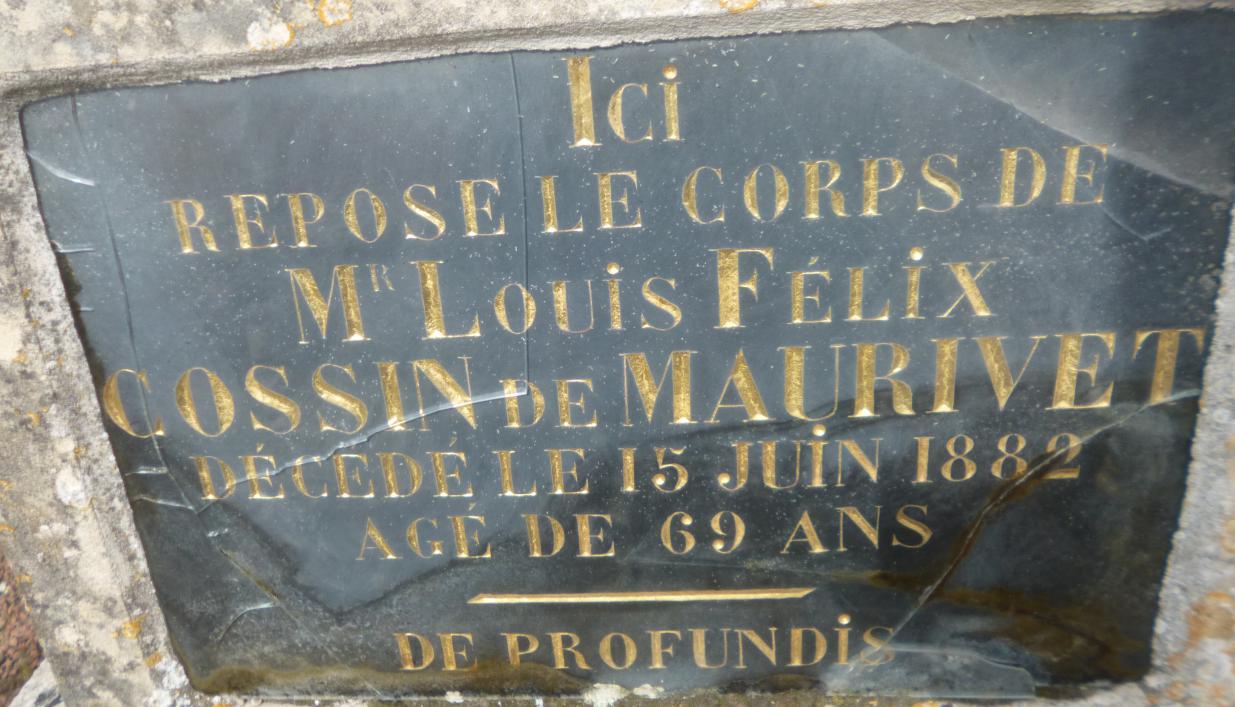 Ici
REPOSE LE CORPS DE
Mʀ LOUIS FÉLIX
COSSIN DE MAURIVET
DÉCÉDÉ LE 15 JUIN 1882
AGÉ DE 69 ANS
DE PROFUNDIS